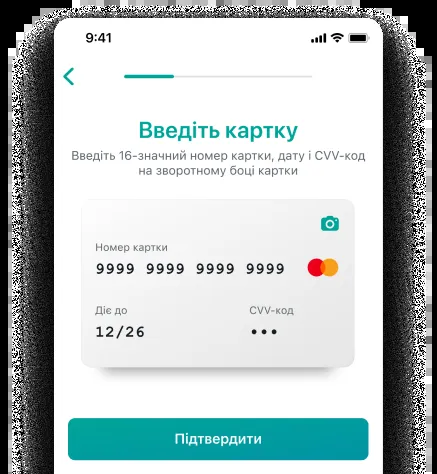 9:41
Введіть картку
Введіть 16-значний номер картки, дату і CVV-код
на зворотному боці картки
Номер картки
9999 9999 9999 9999
Діє до
CVV-код
12/26
•••
Підтвердити